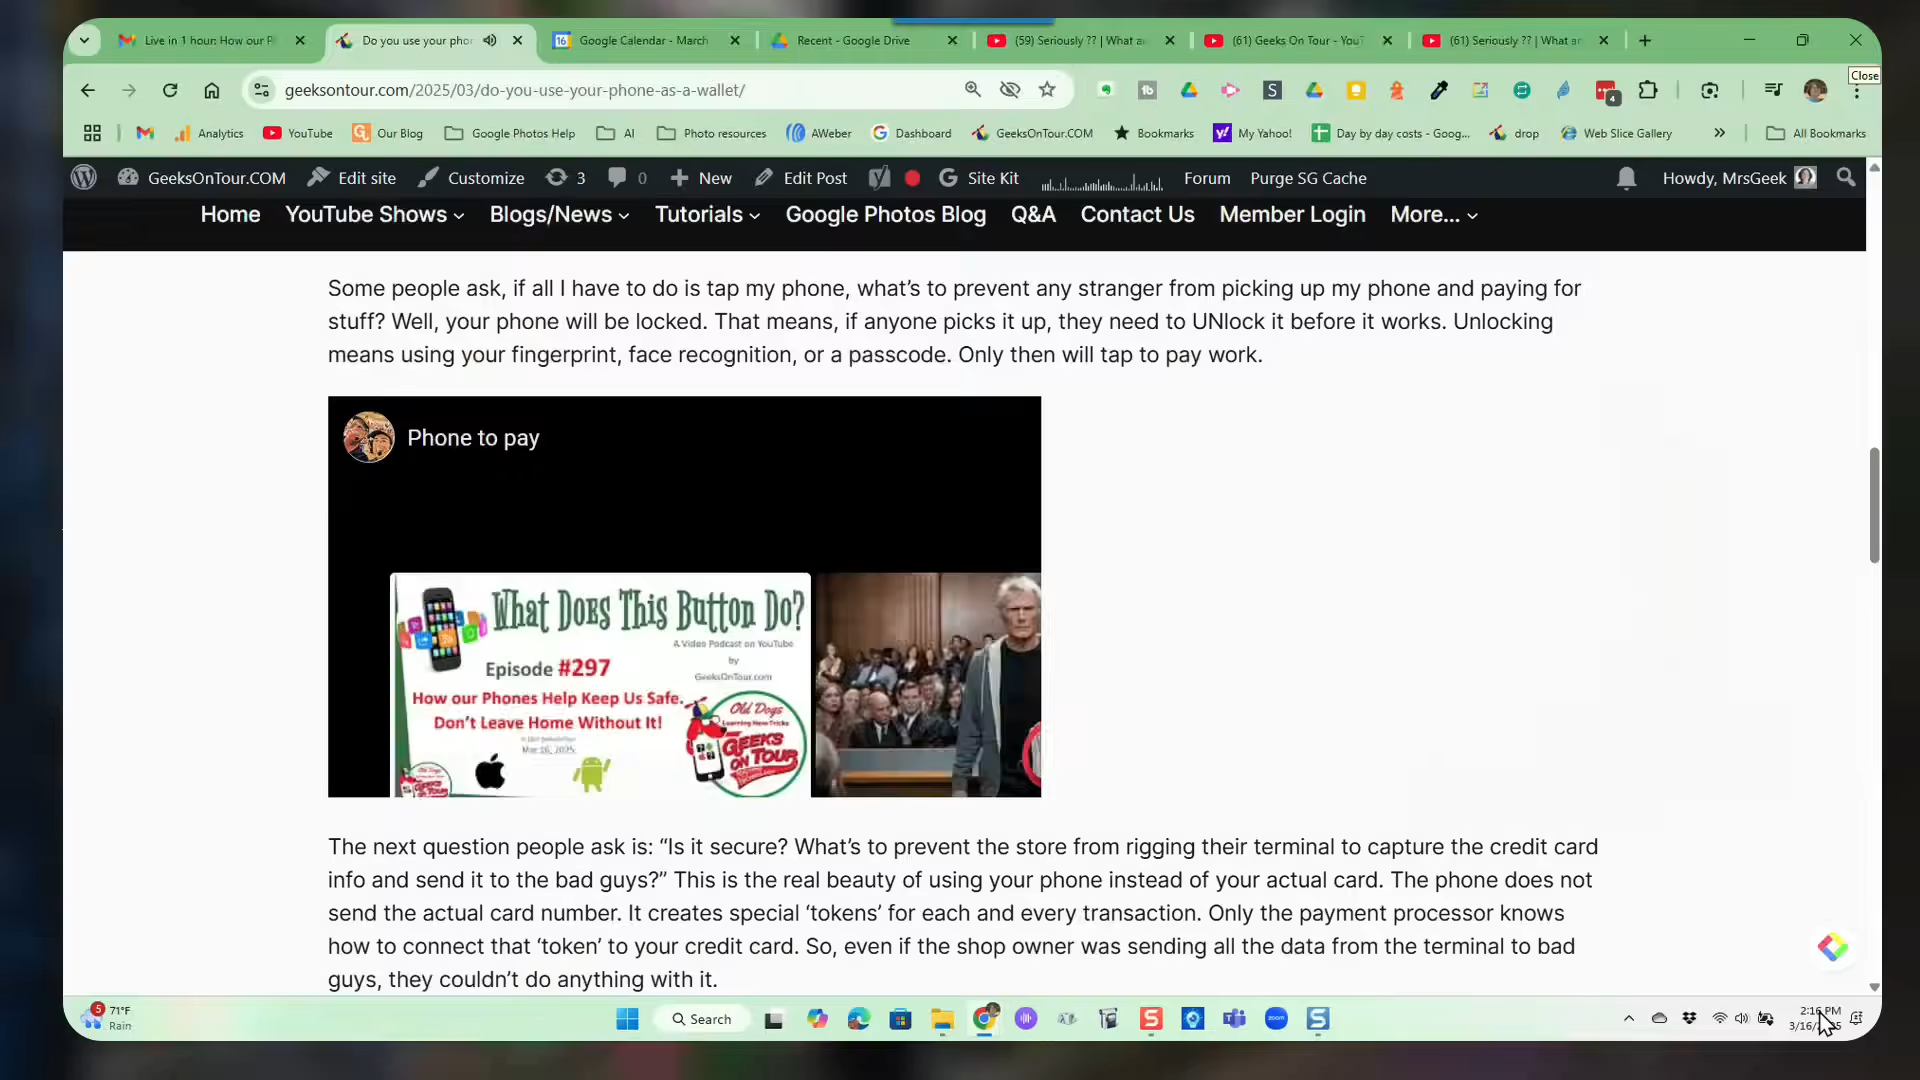 Live in 1 hour: How our P
Do you use your phon
Google Calendar - March
Recent - Google Drive
(59) Seriously ?? | What a
(61) Geeks On Tour - YouT
(61) Seriously ?? | What a
geeksontour.com/2025/03/do-you-use-your-phone-as-a-wallet/
Close
Analytics
YouTube
Our Blog
Google Photos Help
AI
Photo resources
AWeber
Dashboard
GeeksOnTour.COM
Bookmarks
My Yahoo!
Day by day costs - Goog...
drop
Web Slice Gallery
All Bookmarks
GeeksOnTour.COM
Edit site
Customize
3
0
New
Edit Post
Site Kit
Forum
Purge SG Cache
Howdy, MrsGeek
Home
YouTube Shows
Blogs/News
Tutorials
Google Photos Blog
Q&A
Contact Us
Member Login
More...
Some people ask, if all I have to do is tap my phone, what’s to prevent any stranger from picking up my phone and paying for
stuff? Well, your phone will be locked. That means, if anyone picks it up, they need to UNlock it before it works. Unlocking
means using your fingerprint, face recognition, or a passcode. Only then will tap to pay work.
Phone to pay
What Does This Button Do?
A Video Podcast on YouTube
by
GeeksOnTour.com
Episode #297
How our Phones Help Keep Us Safe.
Don’t Leave Home Without It!
Mar 16, 2025
Old Dogs
Learning New Tricks
GEEKS
ON TOUR
The next question people ask is: “Is it secure? What’s to prevent the store from rigging their terminal to capture the credit card
info and send it to the bad guys?” This is the real beauty of using your phone instead of your actual card. The phone does not
send the actual card number. It creates special ‘tokens’ for each and every transaction. Only the payment processor knows
how to connect that ‘token’ to your credit card. So, even if the shop owner was sending all the data from the terminal to bad
guys, they couldn’t do anything with it.
5
71°F
Rain
Search
zoom
2:16 PM